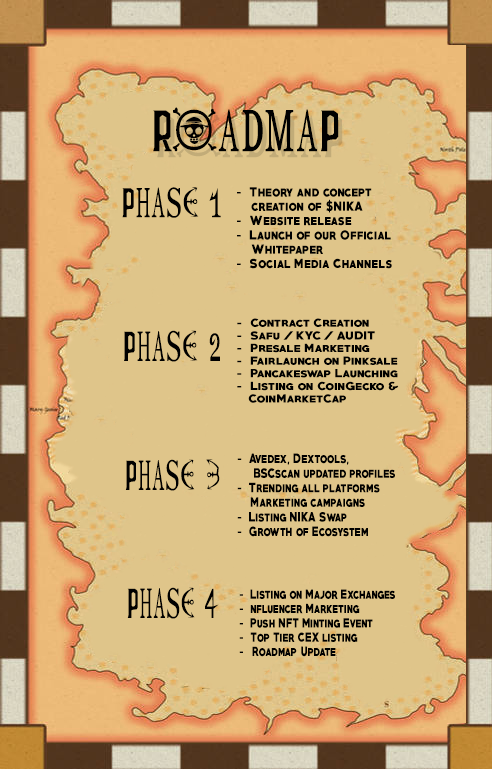 ROADMAP
North Pole
PHASE 1
- Theory and concept
creation of $NIKA
- Website release
- Launch of our Official
Whitepaper
- Social Media Channels
PHASE 2
- Contract Creation
- Safu / KYC / AUDIT
- Presale Marketing
- Fairlaunch on Pinksale
- Pancakeswap Launching
- Listing on CoinGecko &
CoinMarketCap
PHASE 3
- Avedex, Dextools,
BSCscan updated profiles
- Trending all platforms
Marketing campaigns
- Listing NIKA Swap
- Growth of Ecosystem
PHASE 4
- Listing on Major Exchanges
- nfluencer Marketing
- Push NFT Minting Event
- Top Tier CEX listing
- Roadmap Update
S